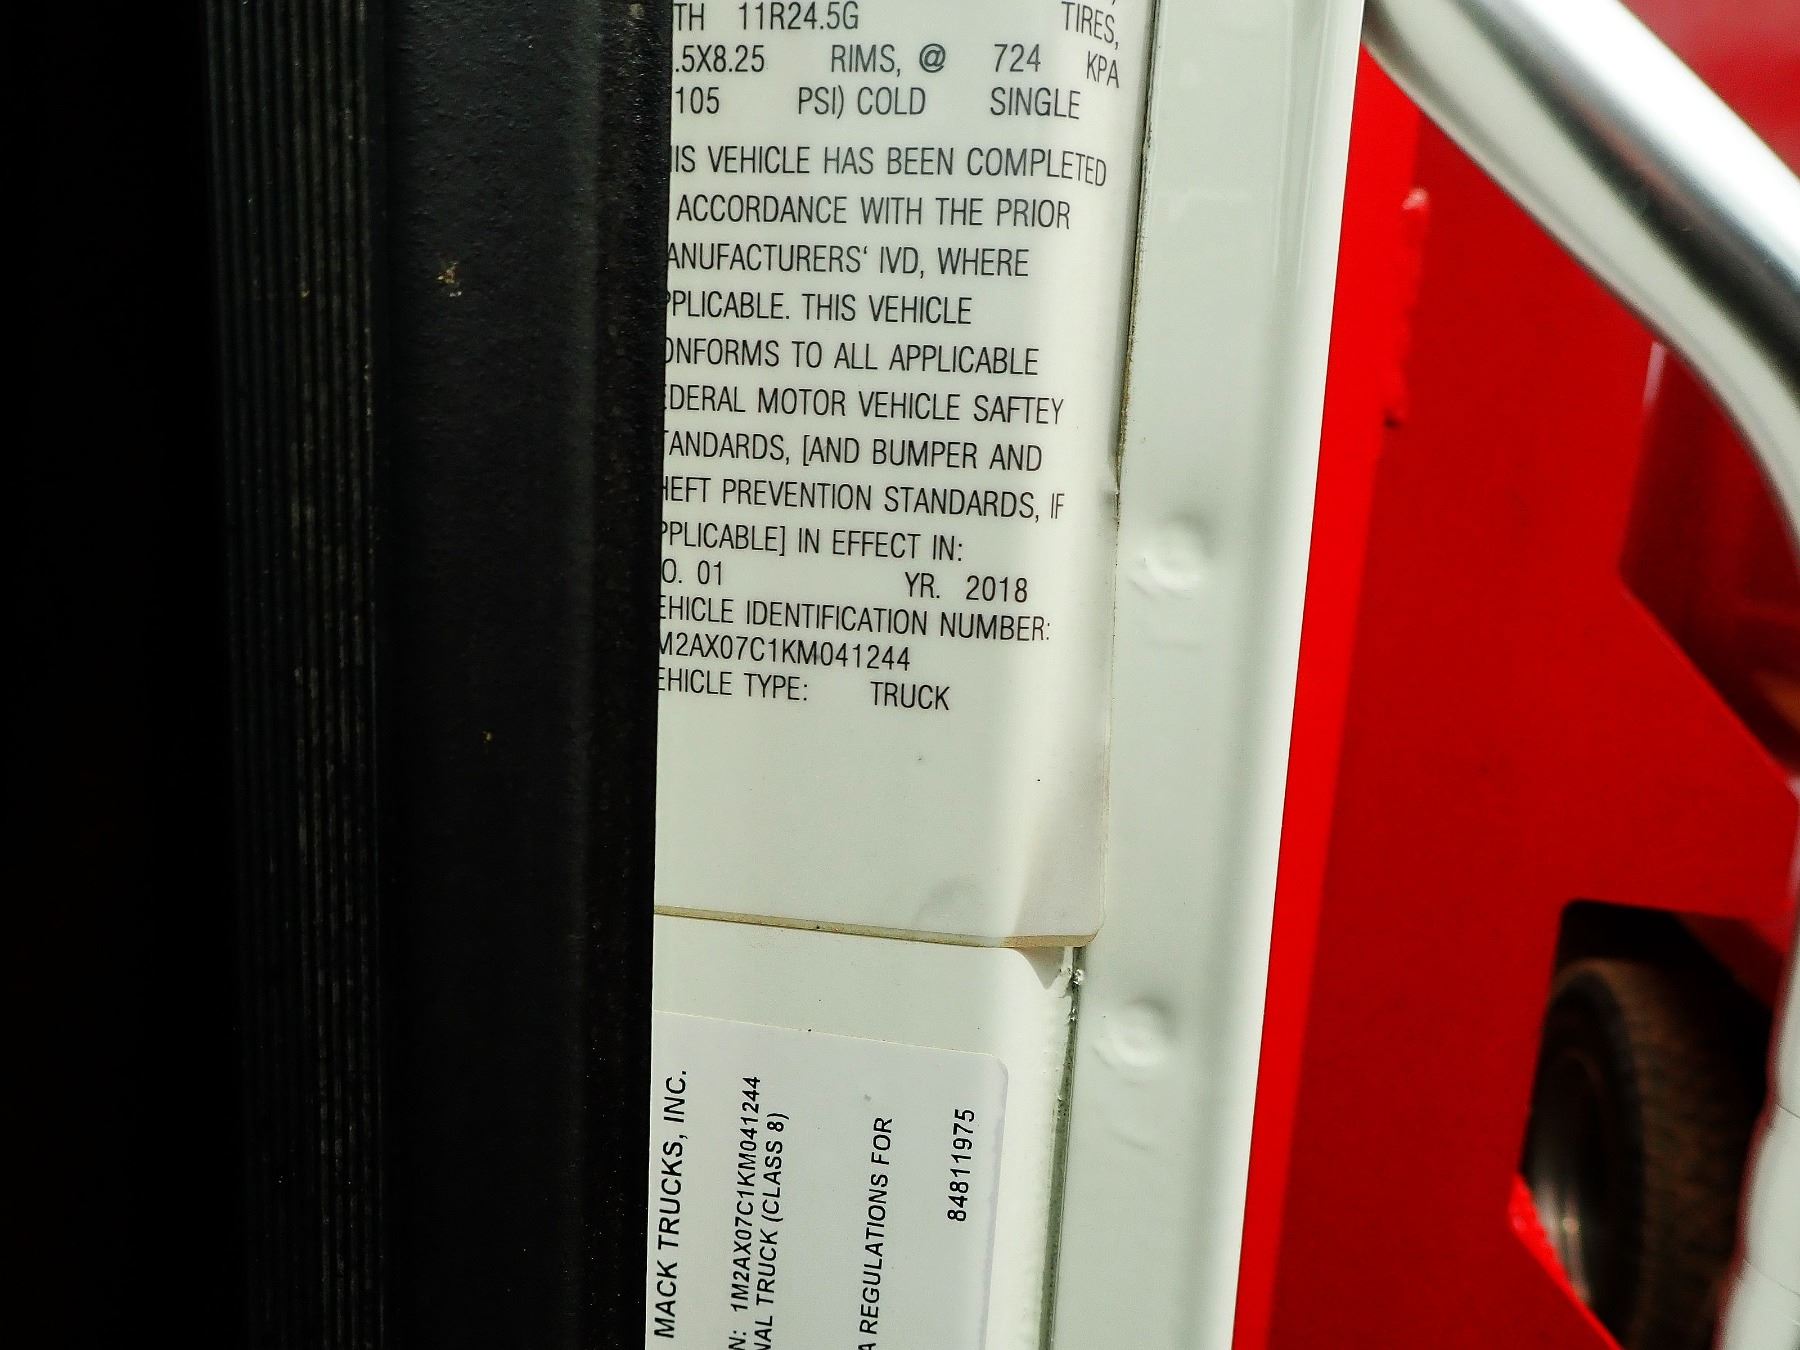 TH 11R24.5G TIRES,
.5X8.25 RIMS, @ 724 KPA
105 PSI) COLD SINGLE
IS VEHICLE HAS BEEN COMPLETED
ACCORDANCE WITH THE PRIOR
ANUFACTURERS' IVD, WHERE
PPLICABLE. THIS VEHICLE
ONFORMS TO ALL APPLICABLE
EDERAL MOTOR VEHICLE SAFTEY
TANDARDS, [AND BUMPER AND
HEFT PREVENTION STANDARDS, IF
PPLICABLE] IN EFFECT IN:
O. 01 YR. 2018
EHICLE IDENTIFICATION NUMBER:
M2AX07C1KM041244
EHICLE TYPE: TRUCK
MACK TRUCKS, INC.
N: 1M2AX07C1KM041244
NAL TRUCK (CLASS 8)
A REGULATIONS FOR
84811975